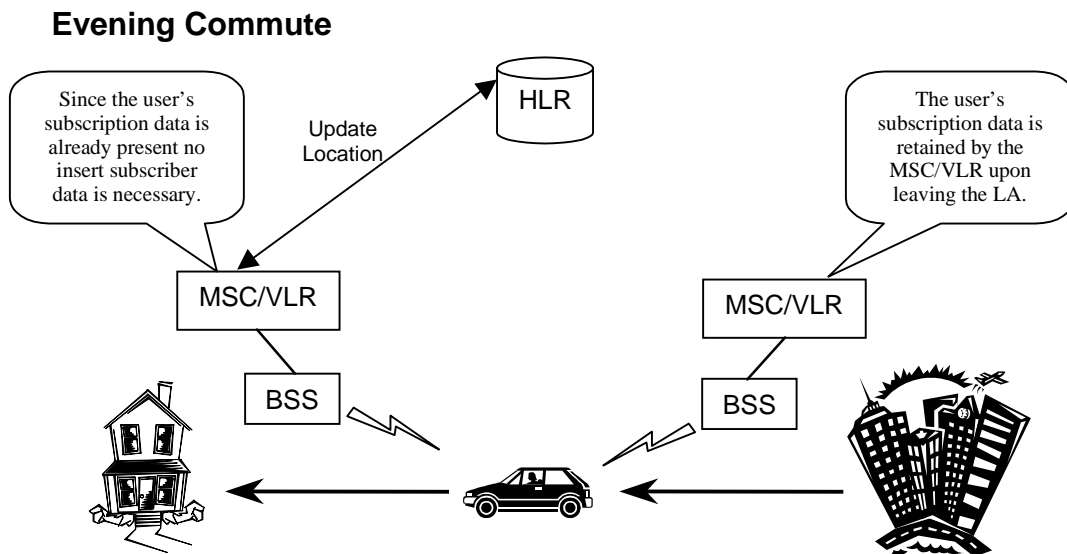 Evening Commute
Since the user's
subscription data is
already present no
insert subscriber
data is necessary.
Update
Location
HLR
The user's
subscription data is
retained by the
MSC/VLR upon
leaving the LA.
MSC/VLR
MSC/VLR
BSS
BSS